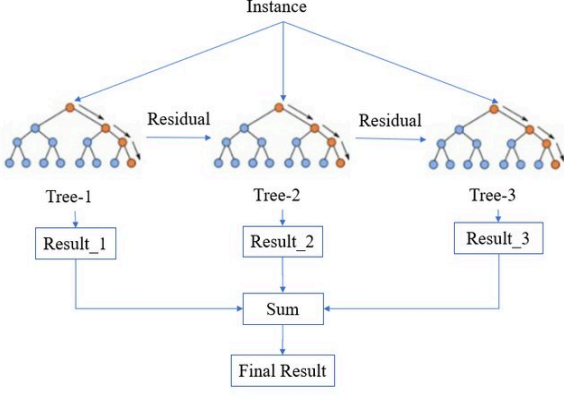 Instance
Residual
Residual
Tree-1
Tree-2
Tree-3
Result_1
Result_2
Result_3
Sum
Final Result